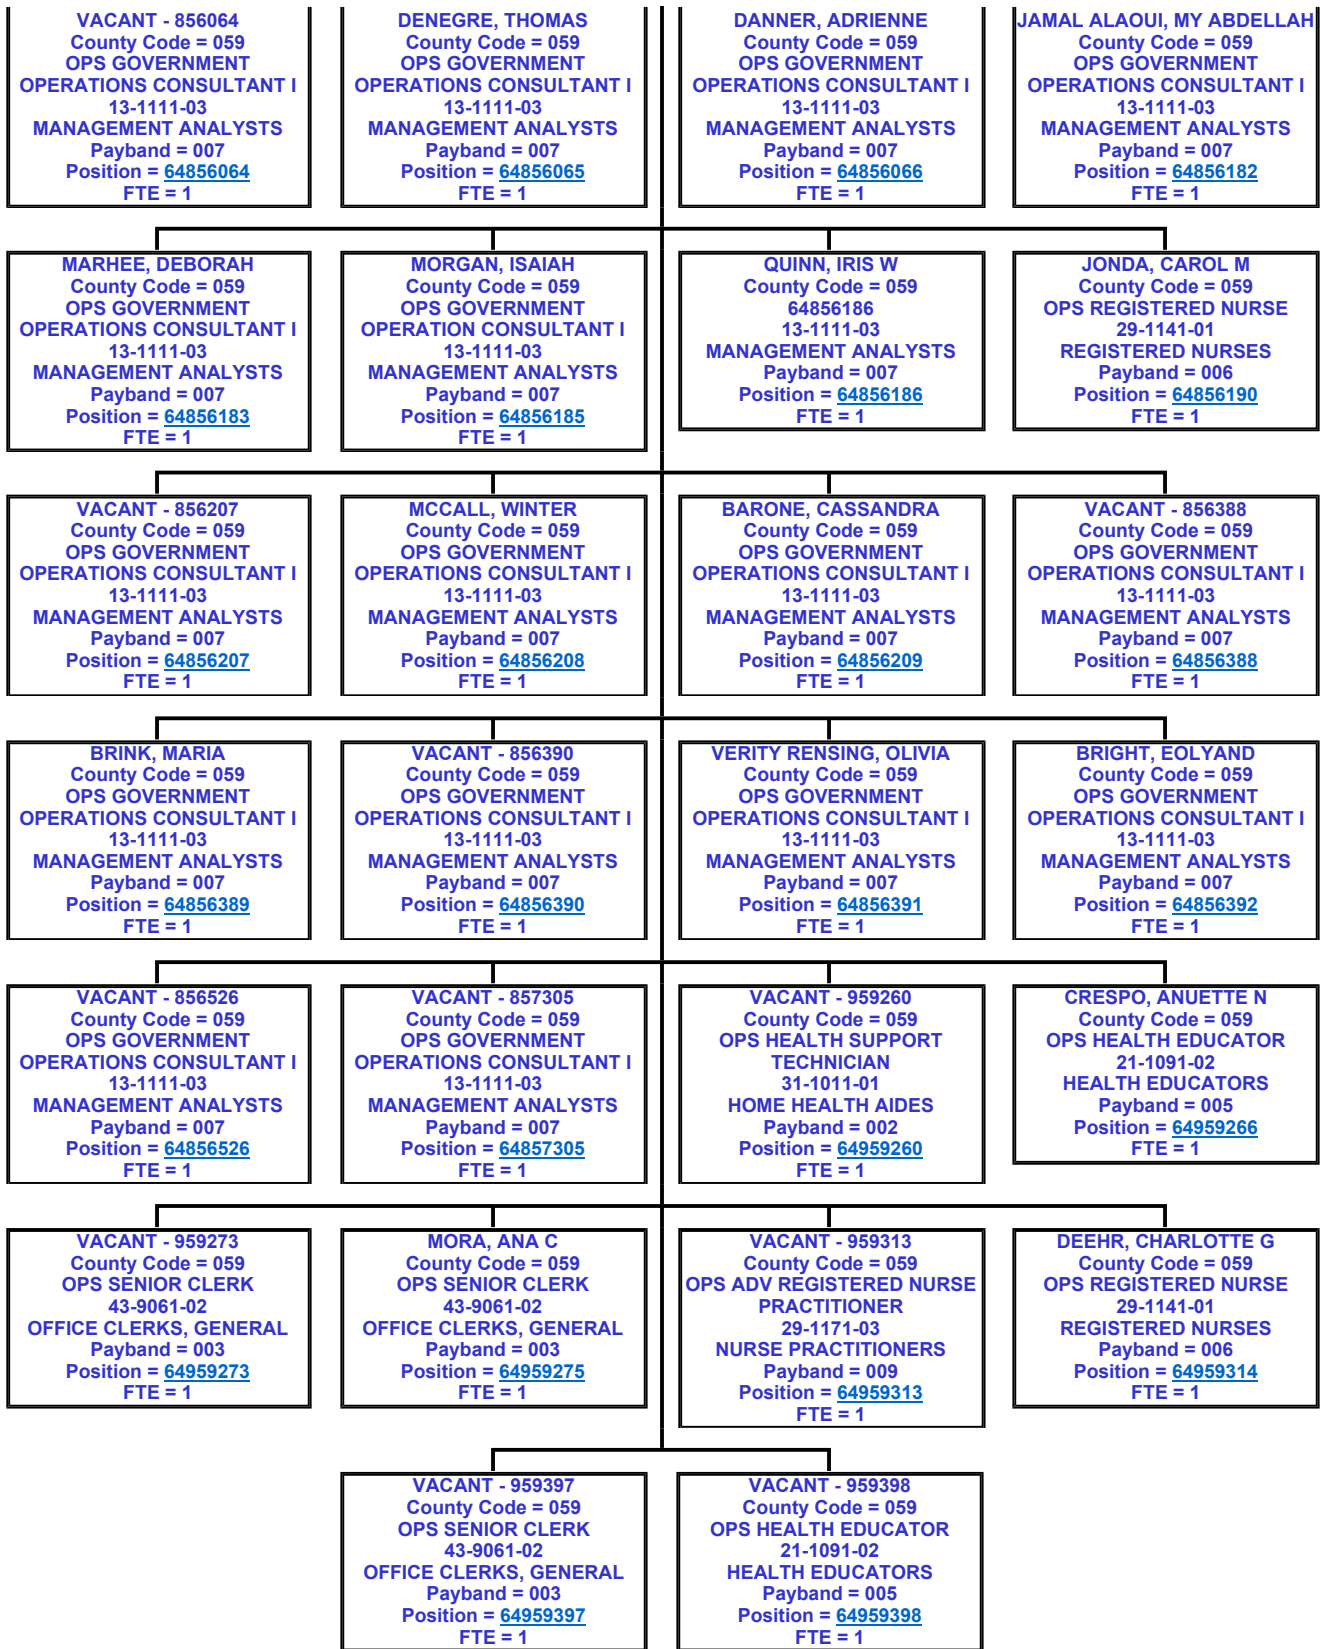 VACANT - 856064
County Code = 059
OPS GOVERNMENT
OPERATIONS CONSULTANT I
13-1111-03
MANAGEMENT ANALYSTS
Payband = 007
Position = 64856064
FTE = 1
DENEGRE, THOMAS
County Code = 059
OPS GOVERNMENT
OPERATIONS CONSULTANT I
13-1111-03
MANAGEMENT ANALYSTS
Payband = 007
Position = 64856065
FTE = 1
DANNER, ADRIENNE
County Code = 059
OPS GOVERNMENT
OPERATIONS CONSULTANT I
13-1111-03
MANAGEMENT ANALYSTS
Payband = 007
Position = 64856066
FTE = 1
JAMAL ALAOUI, MY ABDELLAH
County Code = 059
OPS GOVERNMENT
OPERATIONS CONSULTANT I
13-1111-03
MANAGEMENT ANALYSTS
Payband = 007
Position = 64856182
FTE = 1
MARHEE, DEBORAH
County Code = 059
OPS GOVERNMENT
OPERATIONS CONSULTANT I
13-1111-03
MANAGEMENT ANALYSTS
Payband = 007
Position = 64856183
FTE = 1
MORGAN, ISAIAH
County Code = 059
OPS GOVERNMENT
OPERATION CONSULTANT I
13-1111-03
MANAGEMENT ANALYSTS
Payband = 007
Position = 64856185
FTE = 1
QUINN, IRIS W
County Code = 059
64856186
13-1111-03
MANAGEMENT ANALYSTS
Payband = 007
Position = 64856186
FTE = 1
JONDA, CAROL M
County Code = 059
OPS REGISTERED NURSE
29-1141-01
REGISTERED NURSES
Payband = 006
Position = 64856190
FTE = 1
VACANT - 856207
County Code = 059
OPS GOVERNMENT
OPERATIONS CONSULTANT I
13-1111-03
MANAGEMENT ANALYSTS
Payband = 007
Position = 64856207
FTE = 1
MCCALL, WINTER
County Code = 059
OPS GOVERNMENT
OPERATIONS CONSULTANT I
13-1111-03
MANAGEMENT ANALYSTS
Payband = 007
Position = 64856208
FTE = 1
BARONE, CASSANDRA
County Code = 059
OPS GOVERNMENT
OPERATIONS CONSULTANT I
13-1111-03
MANAGEMENT ANALYSTS
Payband = 007
Position = 64856209
FTE = 1
VACANT - 856388
County Code = 059
OPS GOVERNMENT
OPERATIONS CONSULTANT I
13-1111-03
MANAGEMENT ANALYSTS
Payband = 007
Position = 64856388
FTE = 1
BRINK, MARIA
County Code = 059
OPS GOVERNMENT
OPERATIONS CONSULTANT I
13-1111-03
MANAGEMENT ANALYSTS
Payband = 007
Position = 64856389
FTE = 1
VACANT - 856390
County Code = 059
OPS GOVERNMENT
OPERATIONS CONSULTANT I
13-1111-03
MANAGEMENT ANALYSTS
Payband = 007
Position = 64856390
FTE = 1
VERITY RENSING, OLIVIA
County Code = 059
OPS GOVERNMENT
OPERATIONS CONSULTANT I
13-1111-03
MANAGEMENT ANALYSTS
Payband = 007
Position = 64856391
FTE = 1
BRIGHT, EOLYAND
County Code = 059
OPS GOVERNMENT
OPERATIONS CONSULTANT I
13-1111-03
MANAGEMENT ANALYSTS
Payband = 007
Position = 64856392
FTE = 1
VACANT - 856526
County Code = 059
OPS GOVERNMENT
OPERATIONS CONSULTANT I
13-1111-03
MANAGEMENT ANALYSTS
Payband = 007
Position = 64856526
FTE = 1
VACANT - 857305
County Code = 059
OPS GOVERNMENT
OPERATIONS CONSULTANT I
13-1111-03
MANAGEMENT ANALYSTS
Payband = 007
Position = 64857305
FTE = 1
VACANT - 959260
County Code = 059
OPS HEALTH SUPPORT
TECHNICIAN
31-1011-01
HOME HEALTH AIDES
Payband = 002
Position = 64959260
FTE = 1
CRESPO, ANUETTE N
County Code = 059
OPS HEALTH EDUCATOR
21-1091-02
HEALTH EDUCATORS
Payband = 005
Position = 64959266
FTE = 1
VACANT - 959273
County Code = 059
OPS SENIOR CLERK
43-9061-02
OFFICE CLERKS, GENERAL
Payband = 003
Position = 64959273
FTE = 1
MORA, ANA C
County Code = 059
OPS SENIOR CLERK
43-9061-02
OFFICE CLERKS, GENERAL
Payband = 003
Position = 64959275
FTE = 1
VACANT - 959313
County Code = 059
OPS ADV REGISTERED NURSE
PRACTITIONER
29-1171-03
NURSE PRACTITIONERS
Payband = 009
Position = 64959313
FTE = 1
DEEHR, CHARLOTTE G
County Code = 059
OPS REGISTERED NURSE
29-1141-01
REGISTERED NURSES
Payband = 006
Position = 64959314
FTE = 1
VACANT - 959397
County Code = 059
OPS SENIOR CLERK
43-9061-02
OFFICE CLERKS, GENERAL
Payband = 003
Position = 64959397
FTE = 1
VACANT - 959398
County Code = 059
OPS HEALTH EDUCATOR
21-1091-02
HEALTH EDUCATORS
Payband = 005
Position = 64959398
FTE = 1